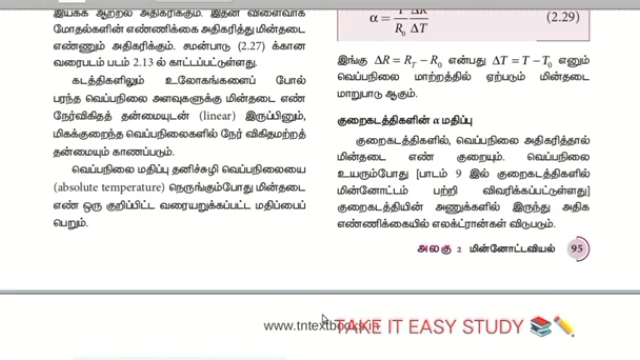 இயக்க ஆற்றல் அதிகரிக்கும். இதன் விளைவாக
மோதல்களின் எண்ணிக்கை அதிகரித்து மின்தடை
எண்ணும் அதிகரிக்கும். சமன்பாடு (2.27) க்கான
வரைபடம் படம் 2.13 ல் காட்டப்பட்டுள்ளது.
கடத்திகளிலும் உலோகங்களைப் போல்
பரந்த வெப்பநிலை அளவுகளுக்கு மின்தடை எண்
நேர்விகிதத் தன்மையுடன் (linear) இருப்பினும்,
மிகக்குறைந்த வெப்பநிலைகளில் நேர் விகிதமற்றத்
தன்மையும் காணப்படும்.
வெப்பநிலை மதிப்பு தனிச்சுழி வெப்பநிலையை
(absolute temperature) நெருங்கும்போது மின்தடை
எண் ஒரு குறிப்பிட்ட வரையறுக்கப்பட்ட மதிப்பைப்
பெறும்.
α = 1/R₀ ΔR/ΔT (2.29)
இங்கு ΔR = R_T − R₀ என்பது ΔT = T − T₀ எனும்
வெப்பநிலை மாற்றத்தில் ஏற்படும் மின்தடை
மாறுபாடு ஆகும்.
குறைகடத்திகளின் α மதிப்பு
குறைகடத்திகளில், வெப்பநிலை அதிகரித்தால்
மின்தடை எண் குறையும். வெப்பநிலை
உயரும்போது [பாடம் 9 இல் குறைகடத்திகளில்
மின்னோட்டம் பற்றி விவரிக்கப்பட்டுள்ளது]
குறைகடத்தியின் அணுக்களில் இருந்து அதிக
எண்ணிக்கையில் எலக்ட்ரான்கள் விடுபடும்.
அலகு 2 மின்னோட்டவியல் 95
www.tntextbooks.in
TAKE IT EASY STUDY 📚✏️